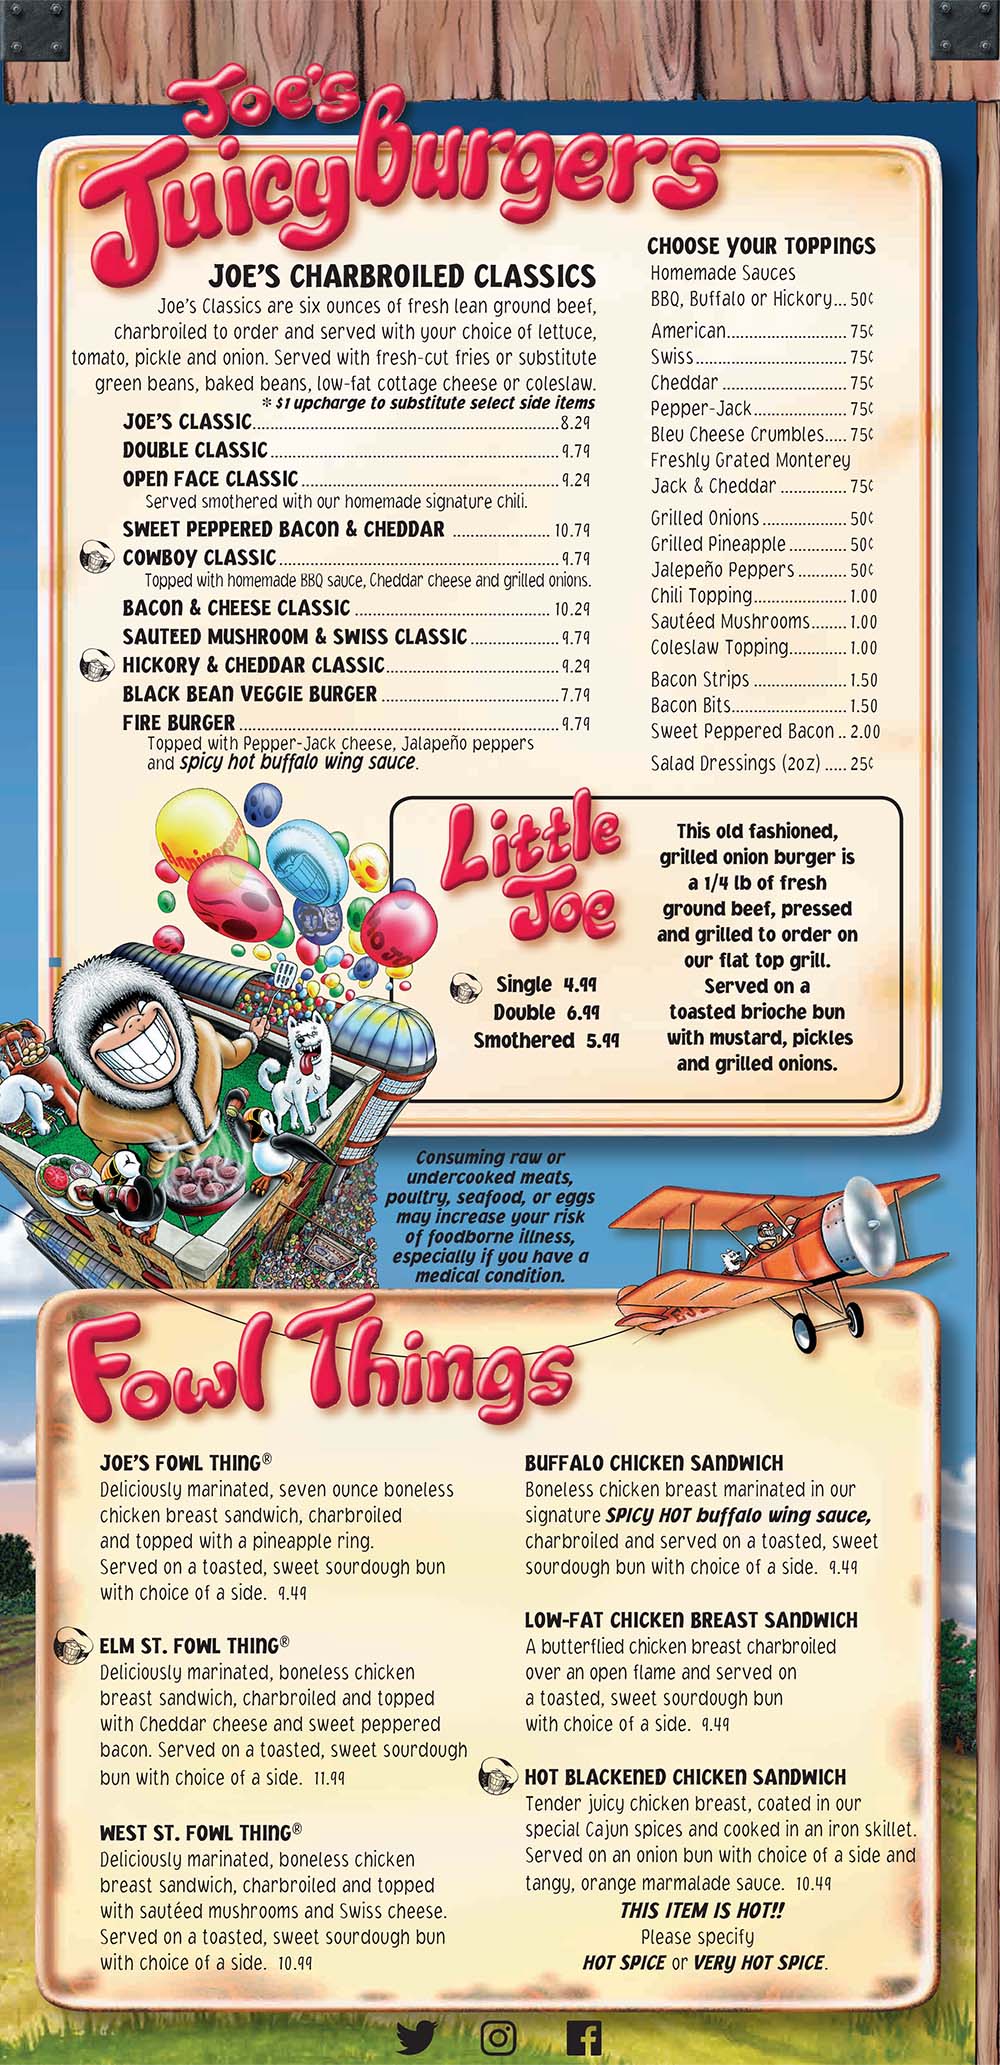 Joe's
Juicy Burgers
JOE'S CHARBROILED CLASSICS
Joe's Classics are six ounces of fresh lean ground beef,
charbroiled to order and served with your choice of lettuce,
tomato, pickle and onion. Served with fresh-cut fries or substitute
green beans, baked beans, low-fat cottage cheese or coleslaw.
* $1 upcharge to substitute select side items
JOE'S CLASSIC 8.29
DOUBLE CLASSIC 9.79
OPEN FACE CLASSIC 9.29
Served smothered with our homemade signature chili.
SWEET PEPPERED BACON & CHEDDAR 10.79
COWBOY CLASSIC 9.79
Topped with homemade BBQ sauce, Cheddar cheese and grilled onions.
BACON & CHEESE CLASSIC 10.29
SAUTEED MUSHROOM & SWISS CLASSIC 9.79
HICKORY & CHEDDAR CLASSIC 9.29
BLACK BEAN VEGGIE BURGER 7.79
FIRE BURGER 9.79
Topped with Pepper-Jack cheese, Jalapeño peppers
and spicy hot buffalo wing sauce.
CHOOSE YOUR TOPPINGS
Homemade Sauces
BBQ, Buffalo or Hickory... 50¢
American 75¢
Swiss 75¢
Cheddar 75¢
Pepper-Jack 75¢
Bleu Cheese Crumbles..... 75¢
Freshly Grated Monterey
Jack & Cheddar 75¢
Grilled Onions 50¢
Grilled Pineapple 50¢
Jalepeño Peppers 50¢
Chili Topping 1.00
Sautéed Mushrooms 1.00
Coleslaw Topping 1.00
Bacon Strips 1.50
Bacon Bits 1.50
Sweet Peppered Bacon .. 2.00
Salad Dressings (2oz) ..... 25¢
Anniversary
Little
Joe
Single 4.99
Double 6.99
Smothered 5.99
This old fashioned,
grilled onion burger is
a 1/4 lb of fresh
ground beef, pressed
and grilled to order on
our flat top grill.
Served on a
toasted brioche bun
with mustard, pickles
and grilled onions.
Consuming raw or
undercooked meats,
poultry, seafood, or eggs
may increase your risk
of foodborne illness,
especially if you have a
medical condition.
Fowl Things
JOE'S FOWL THING®
Deliciously marinated, seven ounce boneless
chicken breast sandwich, charbroiled
and topped with a pineapple ring.
Served on a toasted, sweet sourdough bun
with choice of a side. 9.49
ELM ST. FOWL THING®
Deliciously marinated, boneless chicken
breast sandwich, charbroiled and topped
with Cheddar cheese and sweet peppered
bacon. Served on a toasted, sweet sourdough
bun with choice of a side. 11.99
WEST ST. FOWL THING®
Deliciously marinated, boneless chicken
breast sandwich, charbroiled and topped
with sautéed mushrooms and Swiss cheese.
Served on a toasted, sweet sourdough bun
with choice of a side. 10.99
BUFFALO CHICKEN SANDWICH
Boneless chicken breast marinated in our
signature SPICY HOT buffalo wing sauce,
charbroiled and served on a toasted, sweet
sourdough bun with choice of a side. 9.49
LOW-FAT CHICKEN BREAST SANDWICH
A butterflied chicken breast charbroiled
over an open flame and served on
a toasted, sweet sourdough bun
with choice of a side. 9.49
HOT BLACKENED CHICKEN SANDWICH
Tender juicy chicken breast, coated in our
special Cajun spices and cooked in an iron skillet.
Served on an onion bun with choice of a side and
tangy, orange marmalade sauce. 10.49
THIS ITEM IS HOT!!
Please specify
HOT SPICE or VERY HOT SPICE.